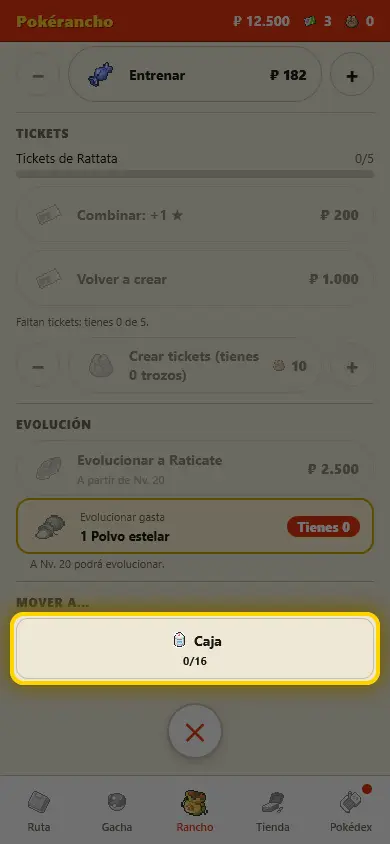 Pokérancho ₽ 12.500 3 0
− Entrenar ₽ 182 +
TICKETS
Tickets de Rattata 0/5
Combinar: +1 ★ ₽ 200
Volver a crear ₽ 1.000
Faltan tickets: tienes 0 de 5.
− Crear tickets (tienes 0 trozos) 10 +
EVOLUCIÓN
Evolucionar a Raticate ₽ 2.500
A partir de Nv. 20
Evolucionar gasta
1 Polvo estelar Tienes 0
A Nv. 20 podrá evolucionar.
MOVER A...
Caja
0/16
Ruta Gacha Rancho Tienda Pokédex